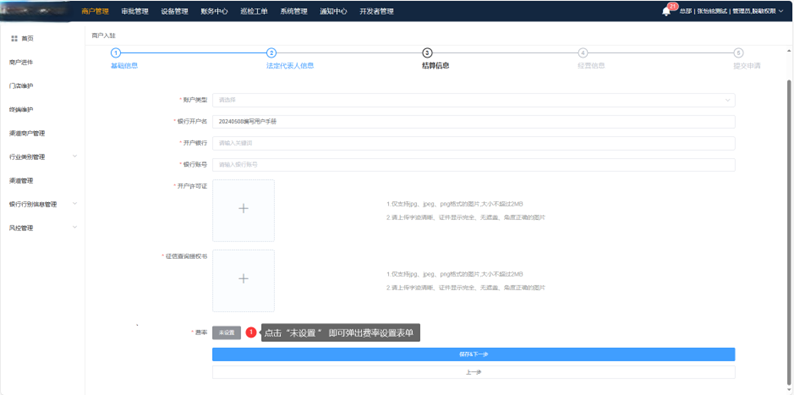 商户管理 审批管理 设备管理 账务中心 巡检工单 系统管理 通知中心 开发者管理
总部 | 张怡铭测试 | 管理员,脱敏权限
首页
商户进件
门店维护
终端维护
渠道商户管理
行业类别管理
渠道管理
银行行别信息管理
风控管理
商户入驻
1 2 3 4 5
基础信息 法定代表人信息 结算信息 经营信息 提交申请
* 账户类型 请选择
* 银行开户名 20240508编写用户手册
* 开户银行 请输入关键词
* 银行账号 请输入银行账号
* 开户许可证
1.仅支持jpg、jpeg、png格式的图片,大小不超过2MB
2.请上传字迹清晰、证件显示完全、无遮盖、角度正确的图片
* 征信查询授权书
1.仅支持jpg、jpeg、png格式的图片,大小不超过2MB
2.请上传字迹清晰、证件显示完全、无遮盖、角度正确的图片
* 费率 未设置 1 点击“未设置 ” 即可弹出费率设置表单
保存&下一步
上一步